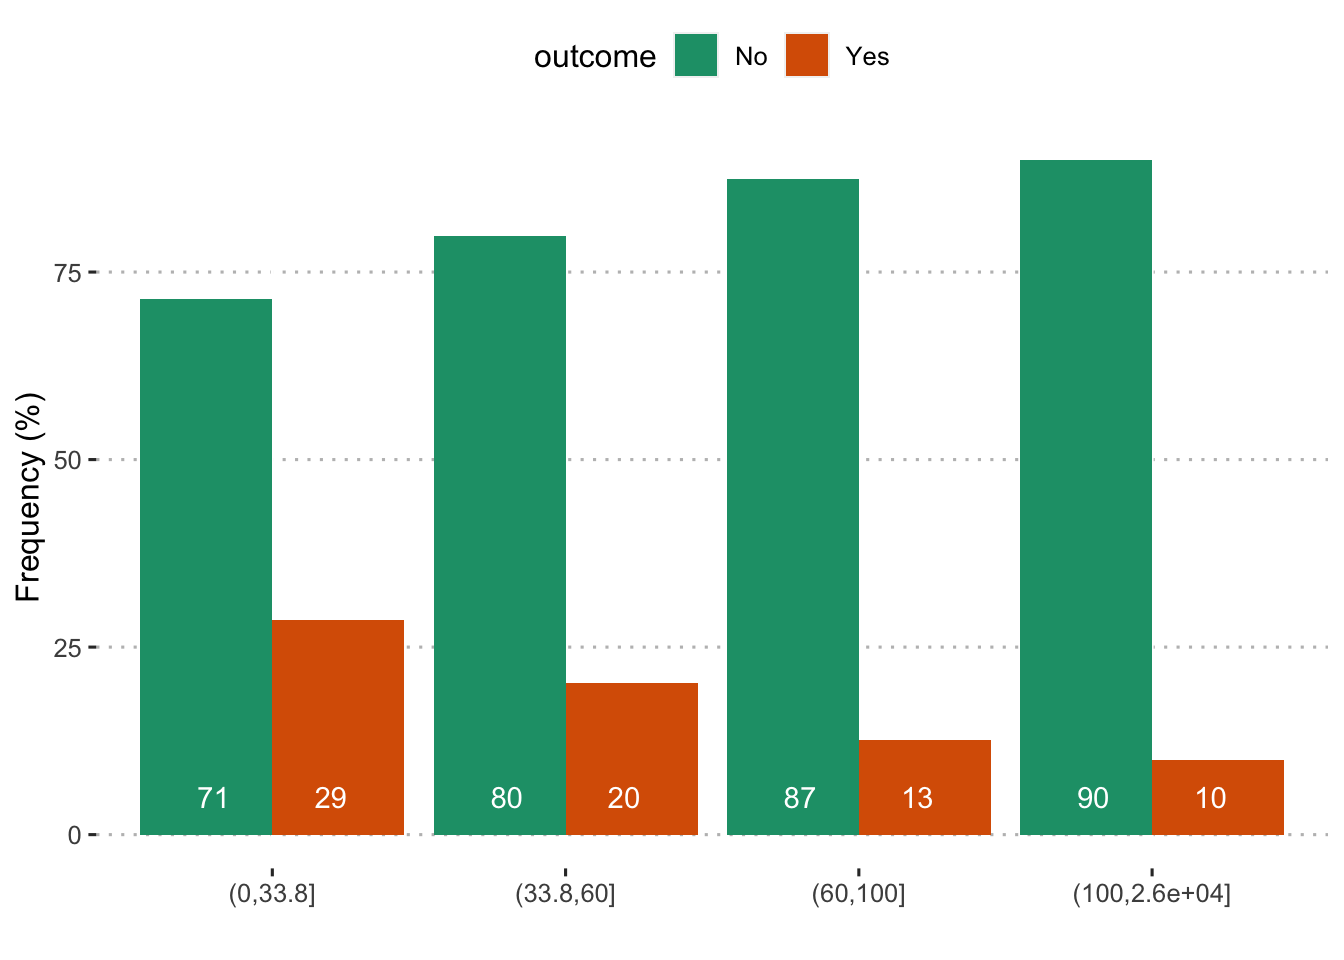 outcome No Yes
Frequency (%)
75
50
25
0
71 29 80 20 87 13 90 10
(0,33.8] (33.8,60] (60,100] (100,2.6e+04]